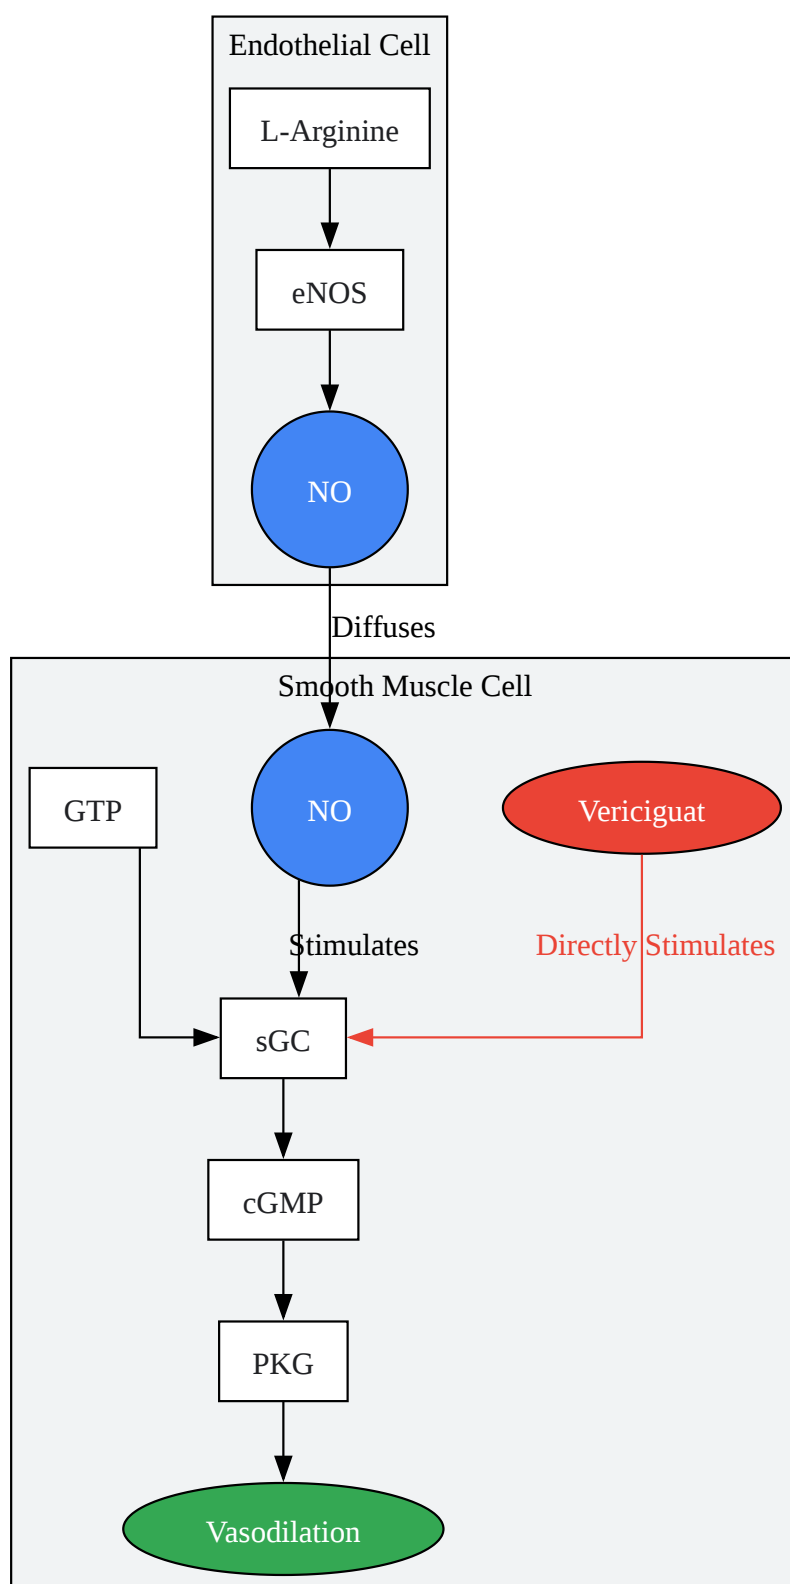 Endothelial Cell
L-Arginine
eNOS
NO
Diffuses
Smooth Muscle Cell
GTP
NO
Vericiguat
Stimulates
Directly Stimulates
sGC
cGMP
PKG
Vasodilation